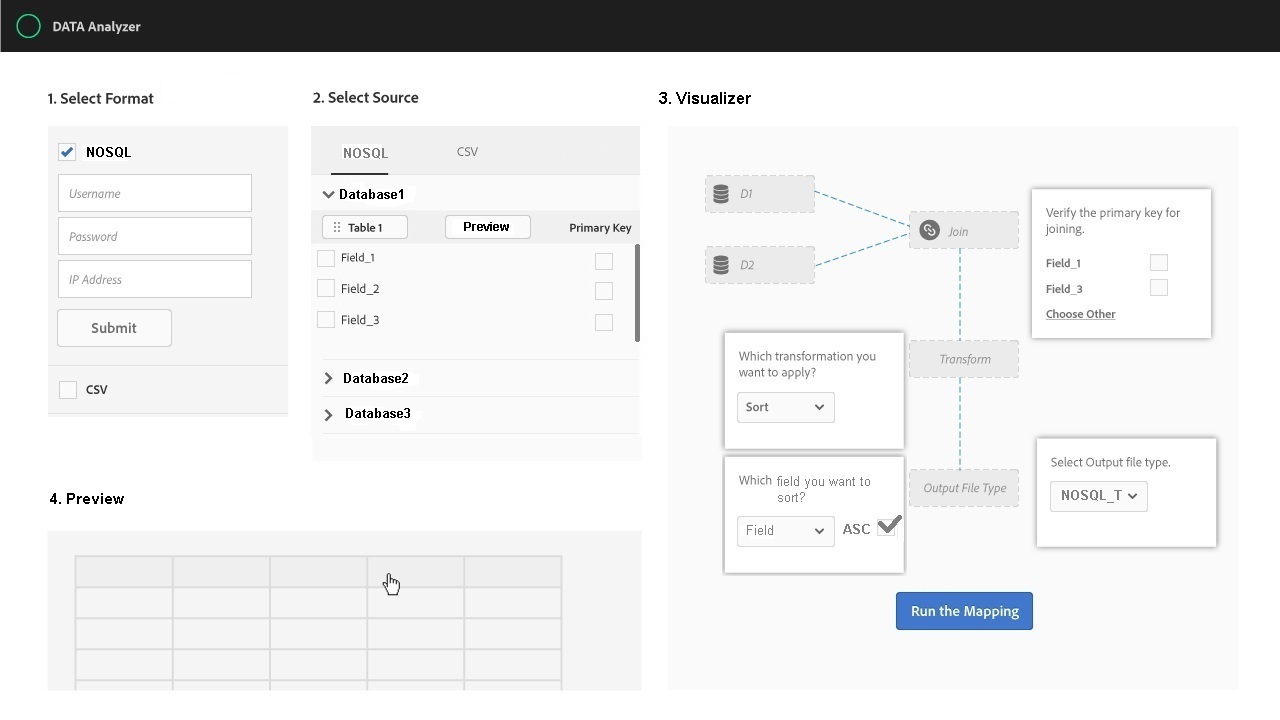 DATA Analyzer
1. Select Format
NOSQL
Username
Password
IP Address
Submit
CSV
2. Select Source
NOSQL CSV
Database1
Table 1 Preview Primary Key
Field_1
Field_2
Field_3
Database2
Database3
3. Visualizer
D1
D2
Join
Verify the primary key for
joining.
Field_1
Field_3
Choose Other
Which transformation you
want to apply?
Sort
Transform
Which field you want to
sort?
Field ASC
Output File Type
Select Output file type.
NOSQL_T
Run the Mapping
4. Preview